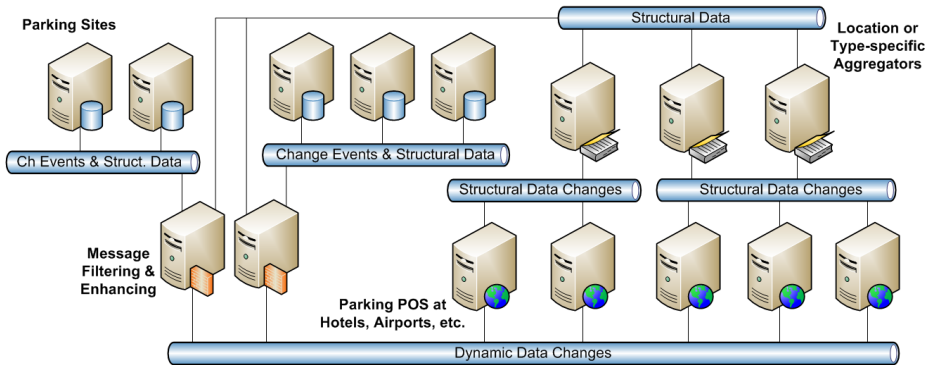 Parking Sites
Structural Data
Location or
Type-specific
Aggregators
Ch Events & Struct. Data
Change Events & Structural Data
Structural Data Changes
Structural Data Changes
Message
Filtering &
Enhancing
Parking POS at
Hotels, Airports, etc.
Dynamic Data Changes